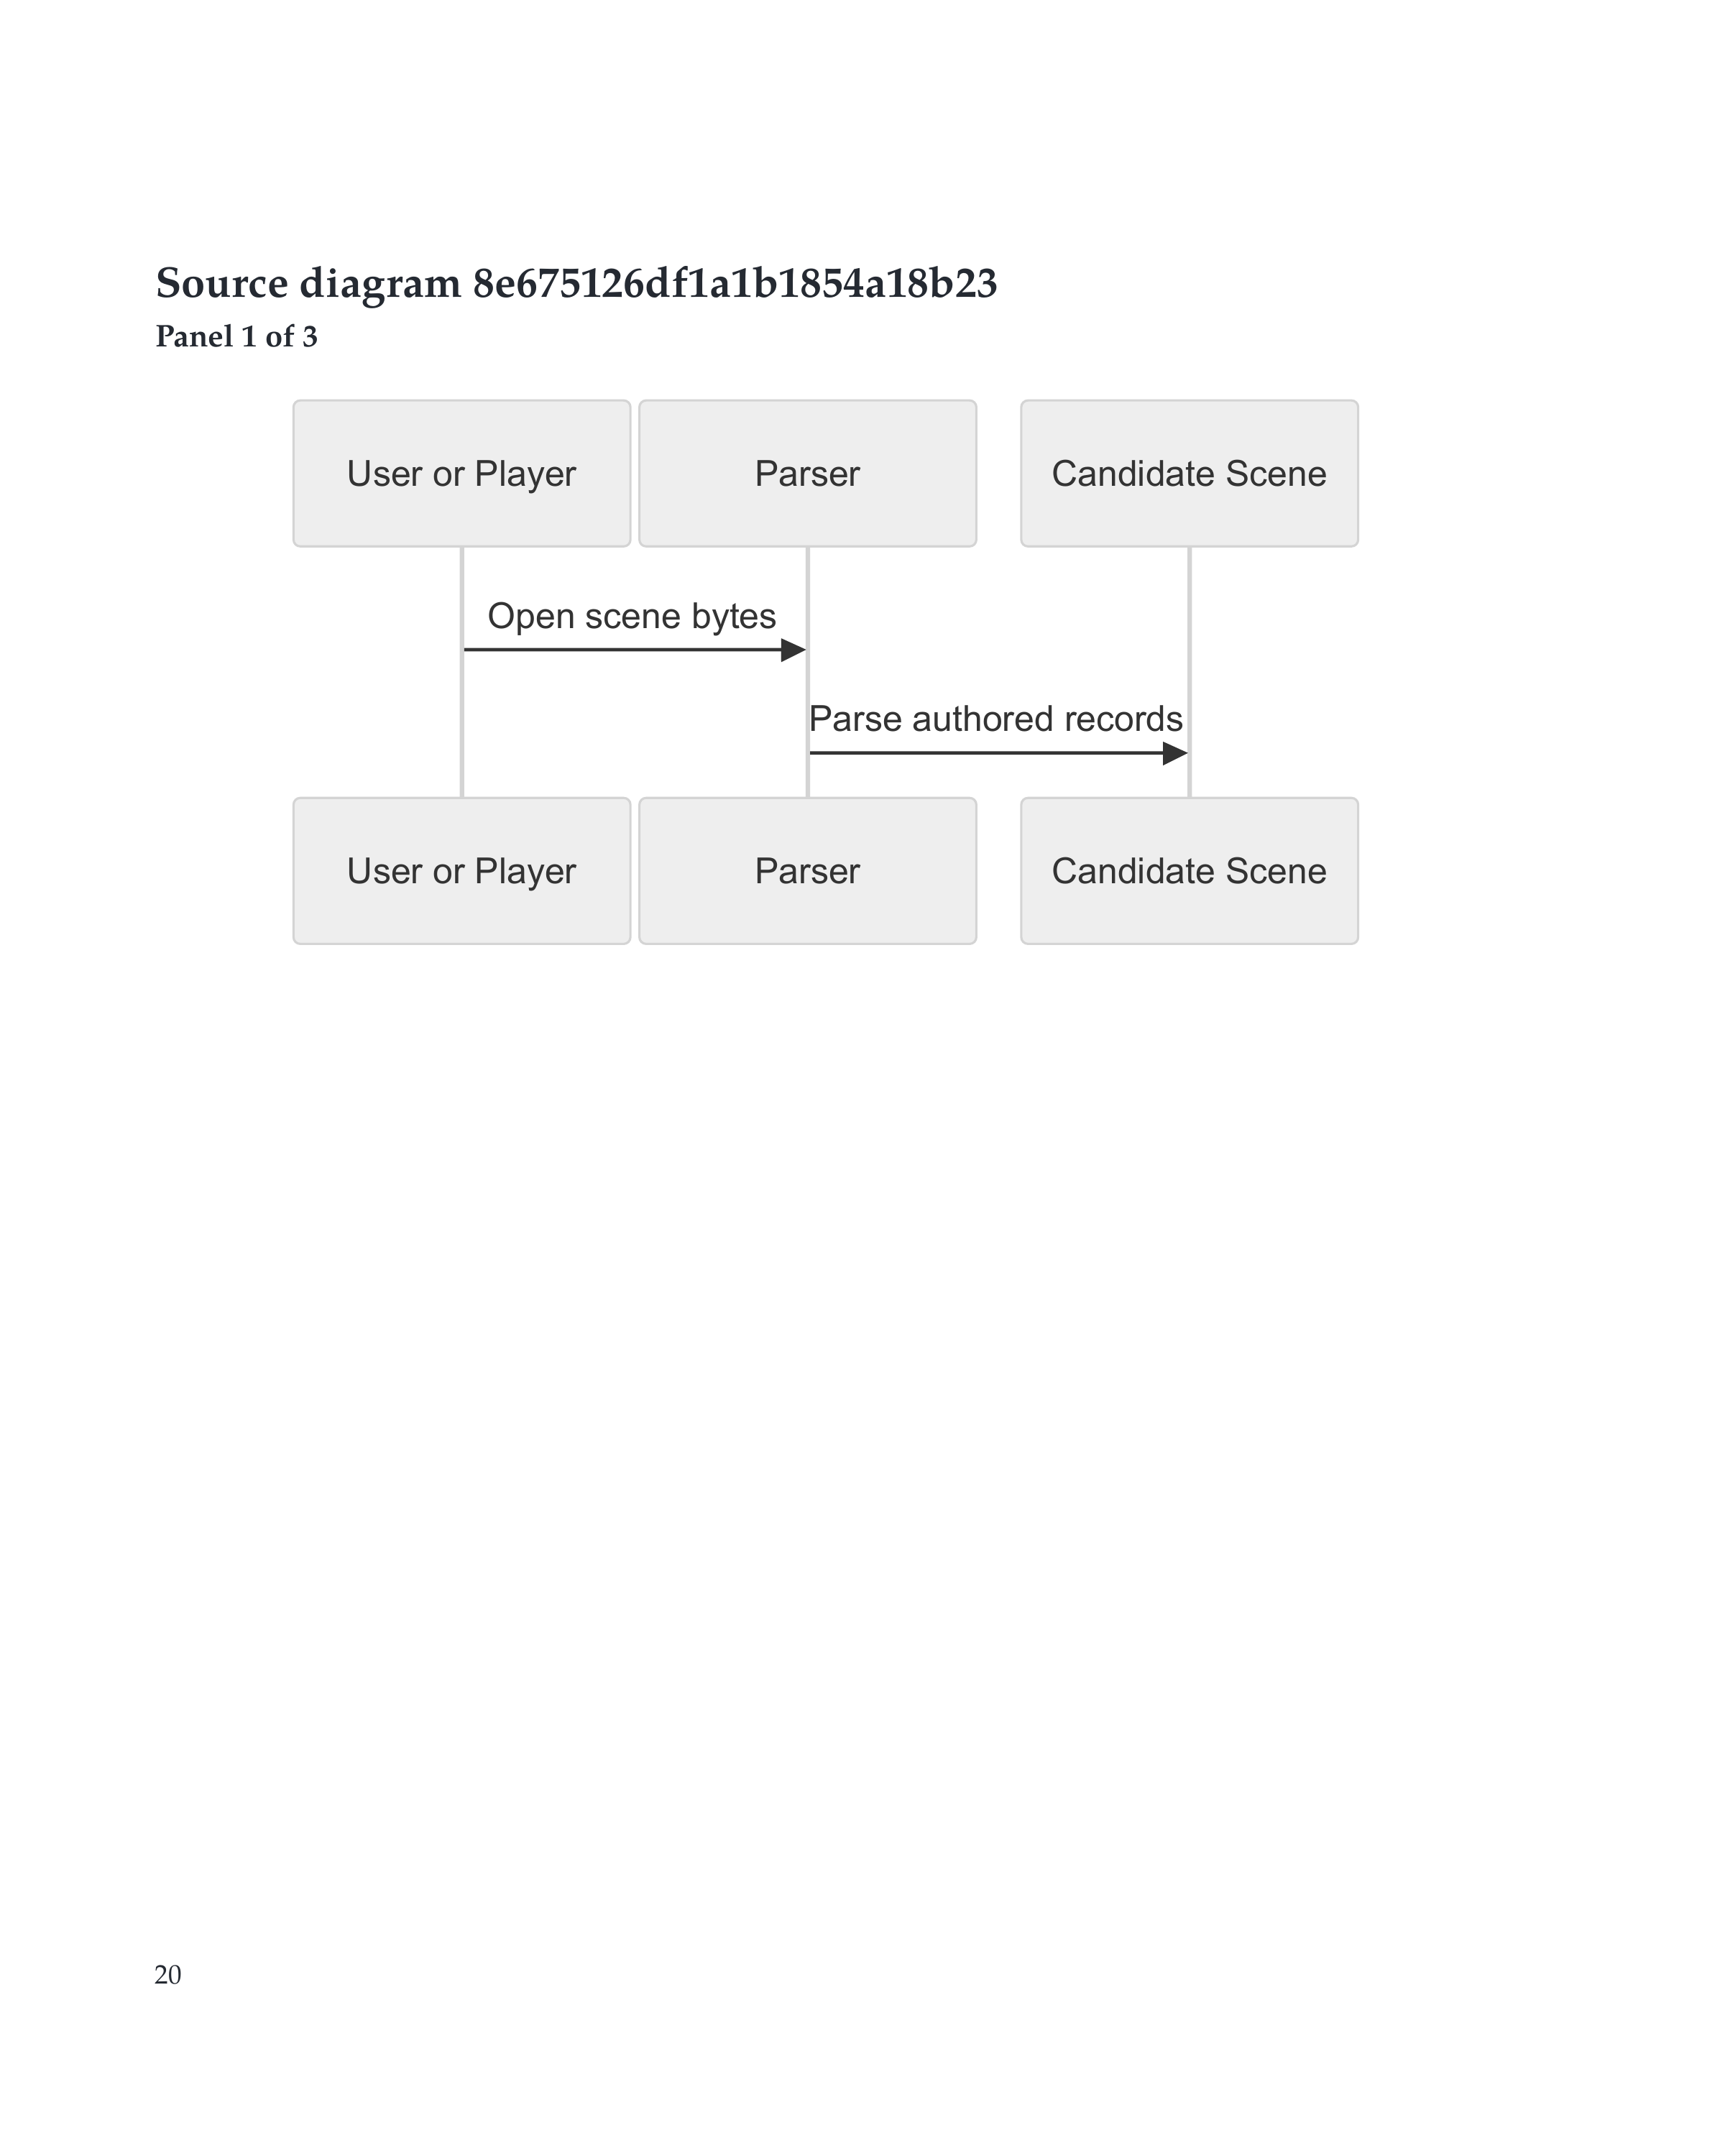 Source diagram 8e675126df1a1b1854a18b23
Panel 1 of 3
User or Player
Parser
Candidate Scene
Open scene bytes
Parse authored records
User or Player
Parser
Candidate Scene
20